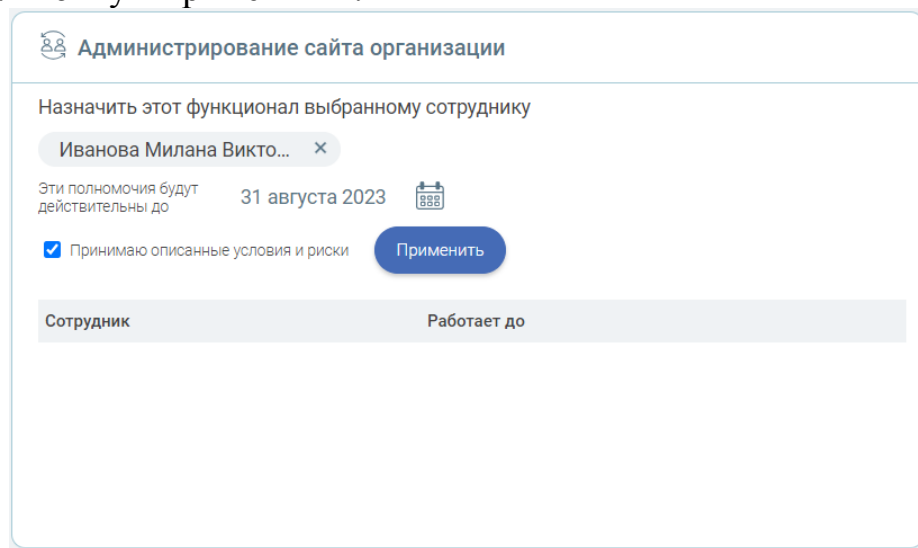 Администрирование сайта организации
Назначить этот функционал выбранному сотруднику
Иванова Милана Викто... ×
Эти полномочия будут
действительны до
31 августа 2023
Принимаю описанные условия и риски
Применить
Сотрудник Работает до